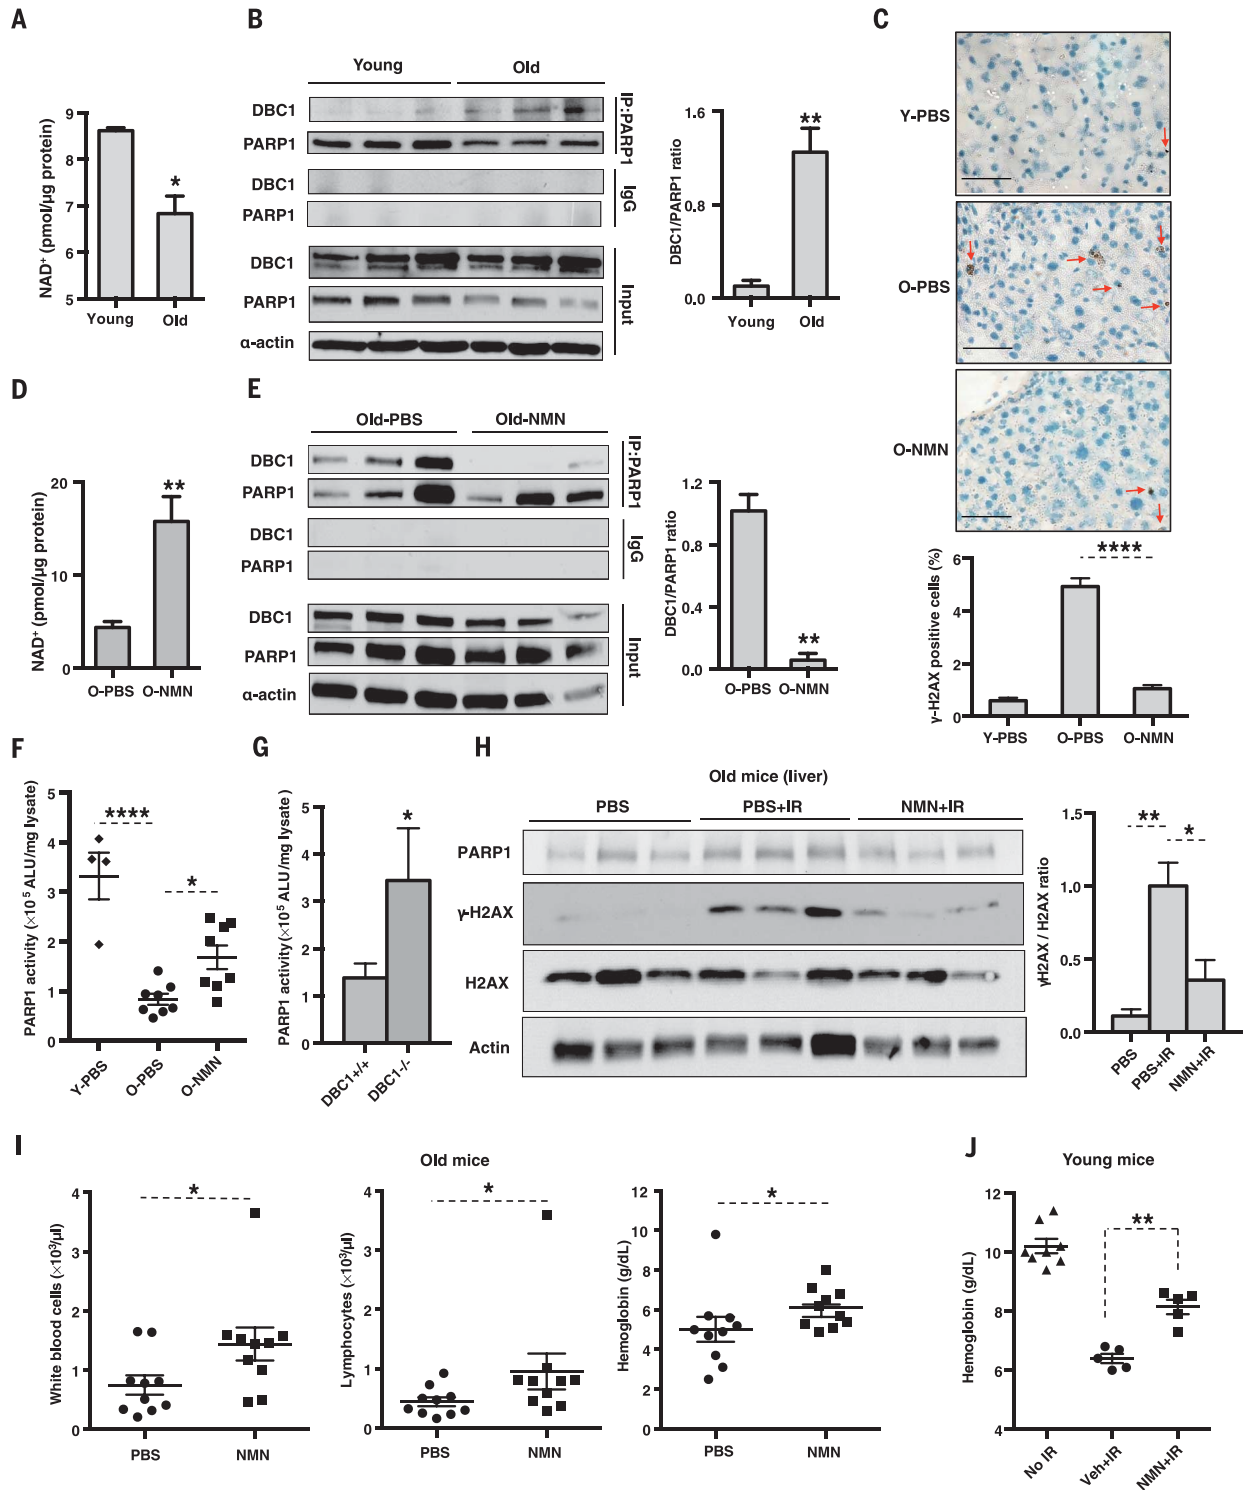 A
NAD⁺ (pmol/µg protein)
9
8
7
6
5
Young
Old
*
B
Young
Old
DBC1
PARP1
IP:PARP1
DBC1
PARP1
IgG
DBC1
PARP1
α-actin
Input
DBC1/PARP1 ratio
1.6
1.2
0.8
0.4
0.0
**
Young
Old
C
Y-PBS
O-PBS
O-NMN
γ-H2AX positive cells (%)
6
4
2
0
****
Y-PBS
O-PBS
O-NMN
D
NAD⁺ (pmol/µg protein)
20
10
0
**
O-PBS
O-NMN
E
Old-PBS
Old-NMN
DBC1
PARP1
IP:PARP1
DBC1
PARP1
IgG
DBC1
PARP1
α-actin
Input
DBC1/PARP1 ratio
1.2
0.8
0.4
0.0
**
O-PBS
O-NMN
F
PARP1 activity (×10⁵ ALU/mg lysate)
5
4
3
2
1
0
****
*
Y-PBS
O-PBS
O-NMN
G
PARP1 activity (×10⁵ ALU/mg lysate)
5
4
3
2
1
0
*
DBC1+/+
DBC1-/-
H
Old mice (liver)
PBS
PBS+IR
NMN+IR
PARP1
γ-H2AX
H2AX
Actin
γH2AX / H2AX ratio
1.5
1.0
0.5
0.0
**
*
PBS
PBS+IR
NMN+IR
I
Old mice
White blood cells (×10³/µl)
4
3
2
1
0
*
PBS
NMN
Lymphocytes (×10³/µl)
4
3
2
1
0
*
PBS
NMN
Hemoglobin (g/dL)
12
10
8
6
4
2
0
*
PBS
NMN
J
Young mice
Hemoglobin (g/dL)
12
10
8
6
4
**
No IR
Veh+IR
NMN+IR